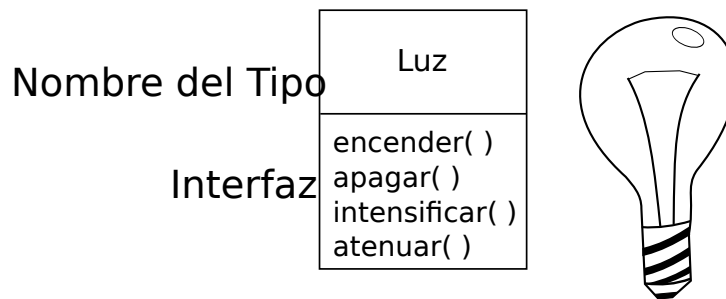 Nombre del Tipo
Luz
Interfaz
encender( )
apagar( )
intensificar( )
atenuar( )